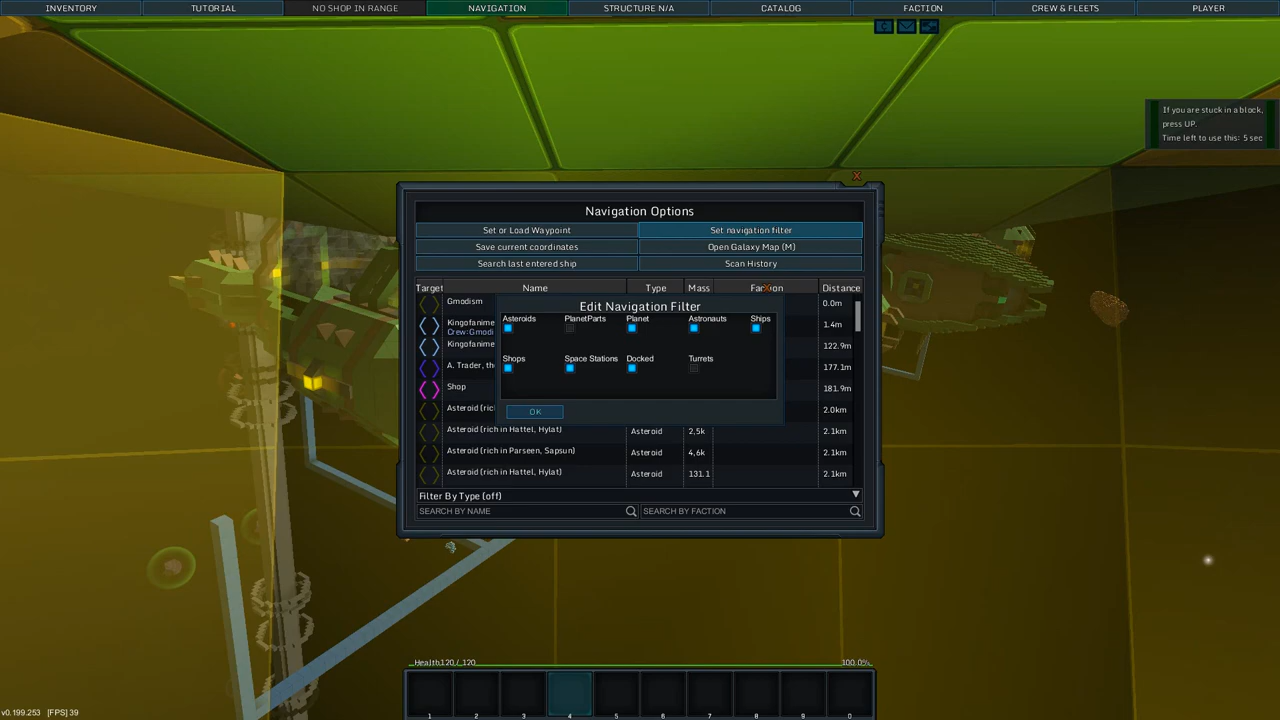 INVENTORY TUTORIAL NO SHOP IN RANGE NAVIGATION STRUCTURE N/A CATALOG FACTION CREW & FLEETS PLAYER
If you are stuck in a block,
press UP.
Time left to use this: 5 sec
X
Navigation Options
Set or Load Waypoint Set navigation filter
Save current coordinates Open Galaxy Map (M)
Search last entered ship Scan History
Target Name Type Mass Distance
Gmodism 0.0m
Edit Navigation Filter
Asteroids PlanetParts Planet Astronauts Ships
Kingofanime 1.4m
Crew:Gmodi
Kingofanime 122.9m
Shops Space Stations Docked Turrets
A. Trader, th 177.1m
Shop 181.9m
Asteroid (ric 2.0km
OK
Asteroid (rich in Hattel, Hylat) Asteroid 2,5k 2.1km
Asteroid (rich in Parseen, Sapsun) Asteroid 4,6k 2.1km
Asteroid (rich in Hattel, Hylat) Asteroid 131.1 2.1km
Filter By Type (off)
SEARCH BY NAME SEARCH BY FACTION
Health120 / 120 100.0%
1 2 3 4 5 6 7 8 9 0
v0.199.253 [FPS] 39